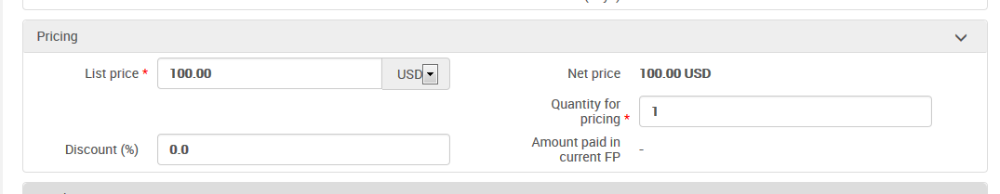 Pricing
List price *
100.00
USD
Net price
100.00 USD
Quantity for
pricing *
1
Discount (%)
0.0
Amount paid in
current FP
-